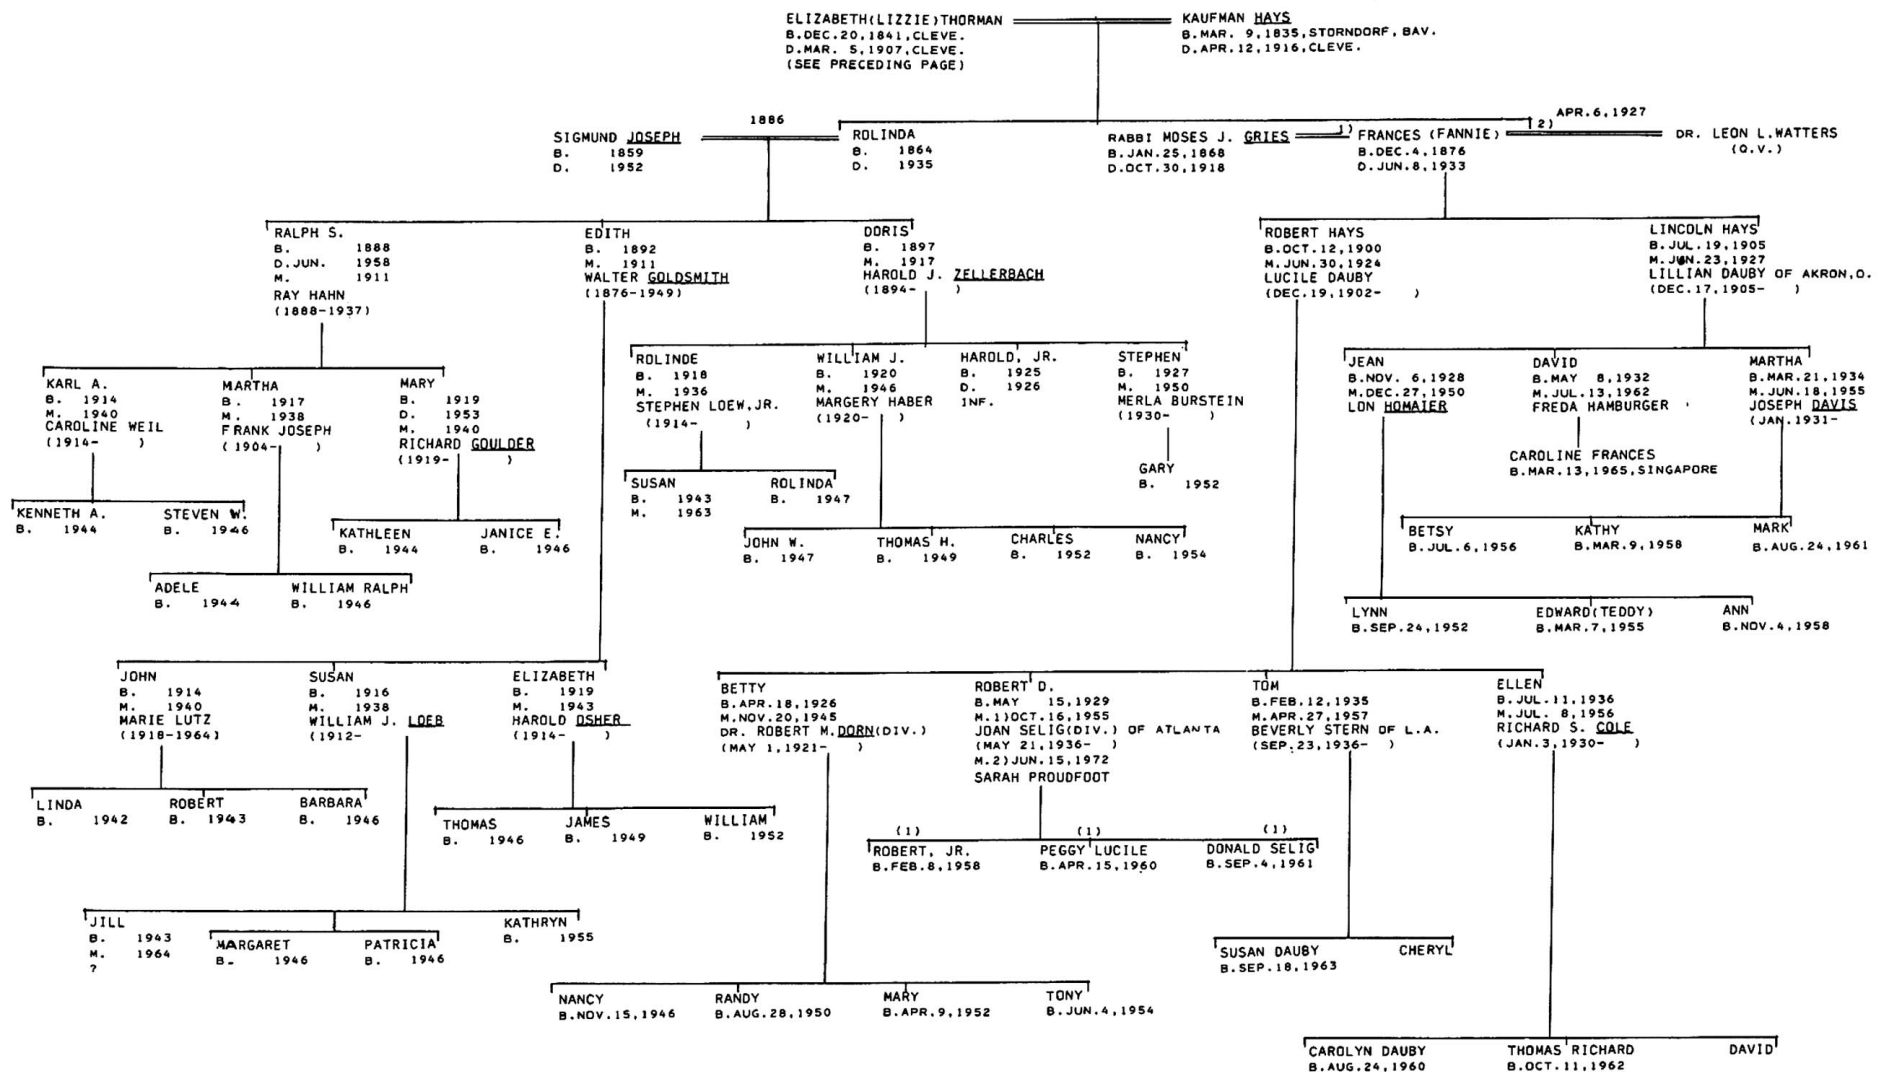 ELIZABETH(LIZZIE)THORMAN
B.DEC.20,1841,CLEVE.
D.MAR. 5,1907,CLEVE.
(SEE PRECEDING PAGE)
KAUFMAN HAYS
B.MAR. 9,1835,STORNDORF, BAV.
D.APR.12,1916,CLEVE.
1886
SIGMUND JOSEPH
B. 1859
D. 1952
ROLINDA
B. 1864
D. 1935
RABBI MOSES J. GRIES
B.JAN.25,1868
D.OCT.30,1918
1)
FRANCES (FANNIE)
B.DEC.4,1876
D.JUN.8,1933
2)
APR.6,1927
DR. LEON L.WATTERS
(Q.V.)
RALPH S.
B. 1888
D.JUN. 1958
M. 1911
RAY HAHN
(1888-1937)
EDITH
B. 1892
M. 1911
WALTER GOLDSMITH
(1876-1949)
DORIS
B. 1897
M. 1917
HAROLD J. ZELLERBACH
(1894- )
ROBERT HAYS
B.OCT.12,1900
M.JUN.30,1924
LUCILE DAUBY
(DEC.19,1902- )
LINCOLN HAYS
B.JUL.19,1905
M.JUN.23,1927
LILLIAN DAUBY OF AKRON,O.
(DEC.17,1905- )
KARL A.
B. 1914
M. 1940
CAROLINE WEIL
(1914- )
MARTHA
B. 1917
M. 1938
FRANK JOSEPH
(1904- )
MARY
B. 1919
D. 1953
M. 1940
RICHARD GOULDER
(1919- )
ROLINDE
B. 1918
M. 1936
STEPHEN LOEW,JR.
(1914- )
WILLIAM J.
B. 1920
M. 1946
MARGERY HABER
(1920- )
HAROLD, JR.
B. 1925
D. 1926
INF.
STEPHEN
B. 1927
M. 1950
MERLA BURSTEIN
(1930- )
JEAN
B.NOV. 6,1928
M.DEC.27,1950
LON HOMAIER
DAVID
B.MAY 8,1932
M.JUL.13,1962
FREDA HAMBURGER
MARTHA
B.MAR.21,1934
M.JUN.18,1955
JOSEPH DAVIS
(JAN.1931-
KENNETH A.
B. 1944
STEVEN W.
B. 1946
KATHLEEN
B. 1944
JANICE E.
B. 1946
ADELE
B. 1944
WILLIAM RALPH
B. 1946
SUSAN
B. 1943
M. 1963
ROLINDA
B. 1947
GARY
B. 1952
JOHN W.
B. 1947
THOMAS H.
B. 1949
CHARLES
B. 1952
NANCY
B. 1954
CAROLINE FRANCES
B.MAR.13,1965,SINGAPORE
BETSY
B.JUL.6,1956
KATHY
B.MAR.9,1958
MARK
B.AUG.24,1961
LYNN
B.SEP.24,1952
EDWARD(TEDDY)
B.MAR.7,1955
ANN
B.NOV.4,1958
JOHN
B. 1914
M. 1940
MARIE LUTZ
(1918-1964)
SUSAN
B. 1916
M. 1938
WILLIAM J. LOEB
(1912-
ELIZABETH
B. 1919
M. 1943
HAROLD OSHER
(1914- )
BETTY
B.APR.18,1926
M.NOV.20,1945
DR. ROBERT M.DORN(DIV.)
(MAY 1,1921- )
ROBERT D.
B.MAY 15,1929
M.1)OCT.16,1955
JOAN SELIG(DIV.) OF ATLANTA
(MAY 21,1936- )
M.2)JUN.15,1972
SARAH PROUDFOOT
TOM
B.FEB.12,1935
M.APR.27,1957
BEVERLY STERN OF L.A.
(SEP.23,1936- )
ELLEN
B.JUL.11,1936
M.JUL. 8,1956
RICHARD S. COLE
(JAN.3,1930- )
LINDA
B. 1942
ROBERT
B. 1943
BARBARA
B. 1946
THOMAS
B. 1946
JAMES
B. 1949
WILLIAM
B. 1952
(1)
ROBERT, JR.
B.FEB.8,1958
(1)
PEGGY LUCILE
B.APR.15,1960
(1)
DONALD SELIG
B.SEP.4,1961
JILL
B. 1943
M. 1964
?
MARGARET
B. 1946
PATRICIA
B. 1946
KATHRYN
B. 1955
SUSAN DAUBY
B.SEP.18,1963
CHERYL
NANCY
B.NOV.15,1946
RANDY
B.AUG.28,1950
MARY
B.APR.9,1952
TONY
B.JUN.4,1954
CAROLYN DAUBY
B.AUG.24,1960
THOMAS RICHARD
B.OCT.11,1962
DAVID